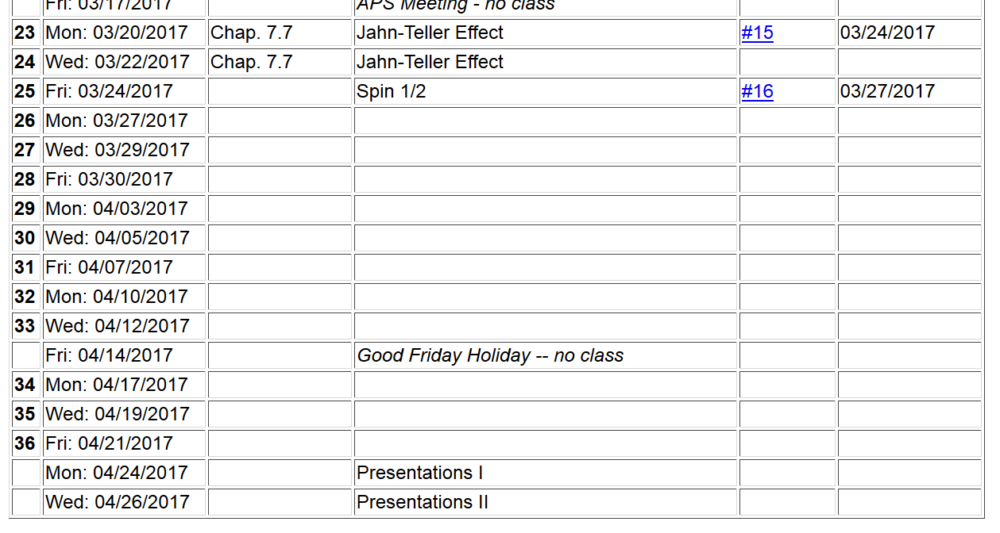 Fri: 03/17/2017 APS Meeting - no class
23 Mon: 03/20/2017 Chap. 7.7 Jahn-Teller Effect #15 03/24/2017
24 Wed: 03/22/2017 Chap. 7.7 Jahn-Teller Effect
25 Fri: 03/24/2017 Spin 1/2 #16 03/27/2017
26 Mon: 03/27/2017
27 Wed: 03/29/2017
28 Fri: 03/30/2017
29 Mon: 04/03/2017
30 Wed: 04/05/2017
31 Fri: 04/07/2017
32 Mon: 04/10/2017
33 Wed: 04/12/2017
Fri: 04/14/2017 Good Friday Holiday -- no class
34 Mon: 04/17/2017
35 Wed: 04/19/2017
36 Fri: 04/21/2017
Mon: 04/24/2017 Presentations I
Wed: 04/26/2017 Presentations II